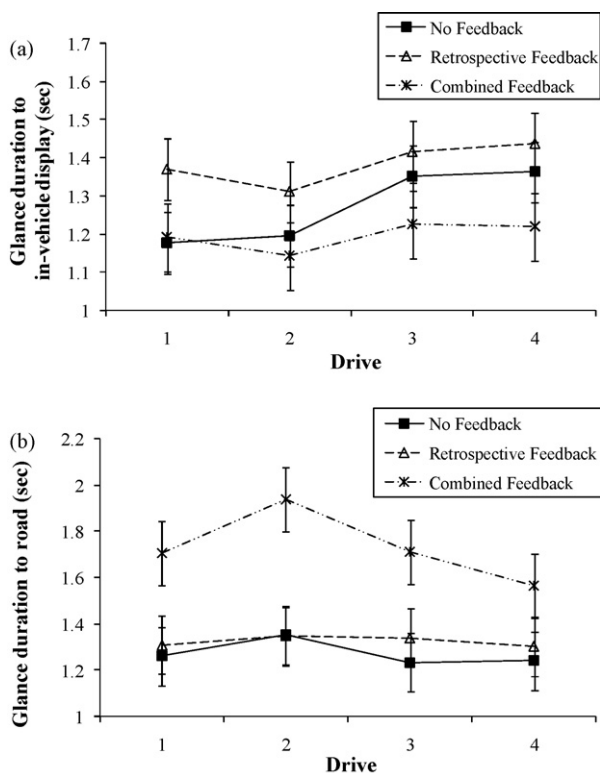 (a)
No Feedback
Retrospective Feedback
Combined Feedback
Glance duration to
in-vehicle display (sec)
1.7
1.6
1.5
1.4
1.3
1.2
1.1
1
1 2 3 4
Drive
(b)
No Feedback
Retrospective Feedback
Combined Feedback
Glance duration to road (sec)
2.2
2
1.8
1.6
1.4
1.2
1
1 2 3 4
Drive